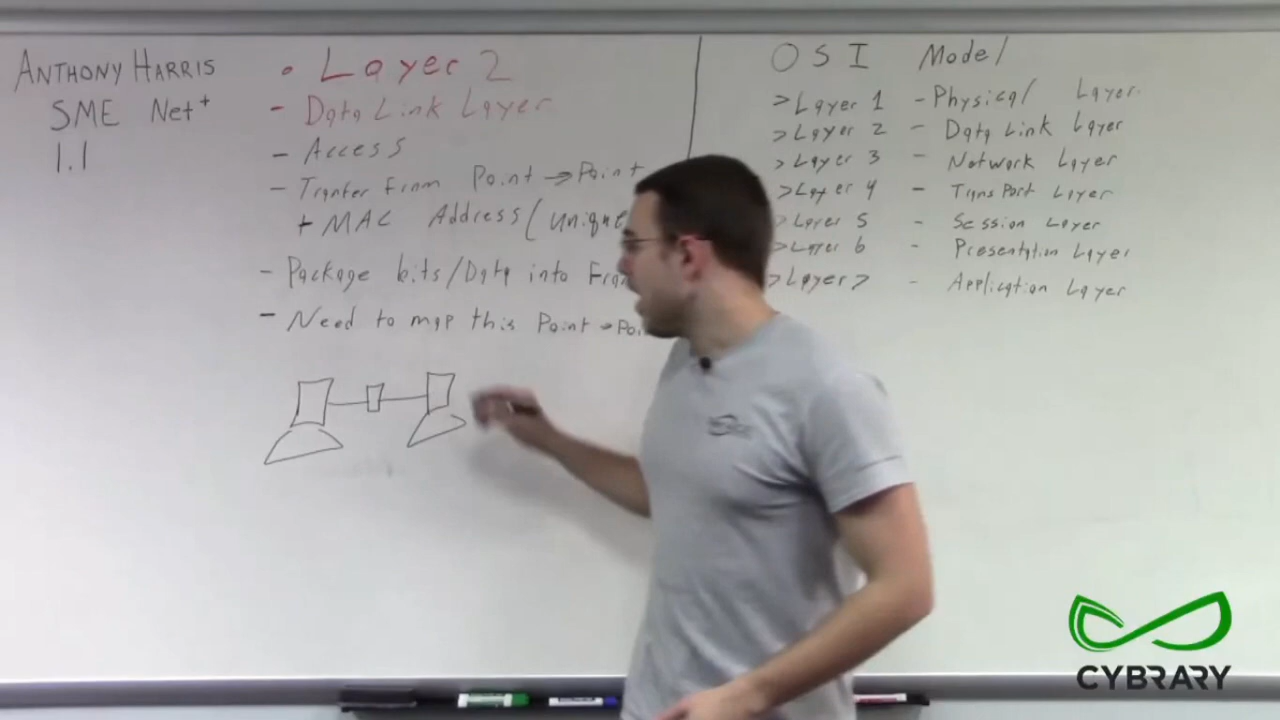 ANTHONY HARRIS
SME Net+
1.1
• Layer 2
- Data Link Layer
- Access
- Tranfer From Point → Point
+ MAC Address (unique
- Package bits/Data into Fra
- Need to map this Point → Poi
OSI Model
> Layer 1 - Physical Layer
> Layer 2 - Data Link Layer
> Layer 3 - Network Layer
> Layer 4 - TransPort Layer
> Layer 5 - Session Layer
> Layer 6 - Presentation Layer
> Layer 7 - Application Layer
CYBRARY